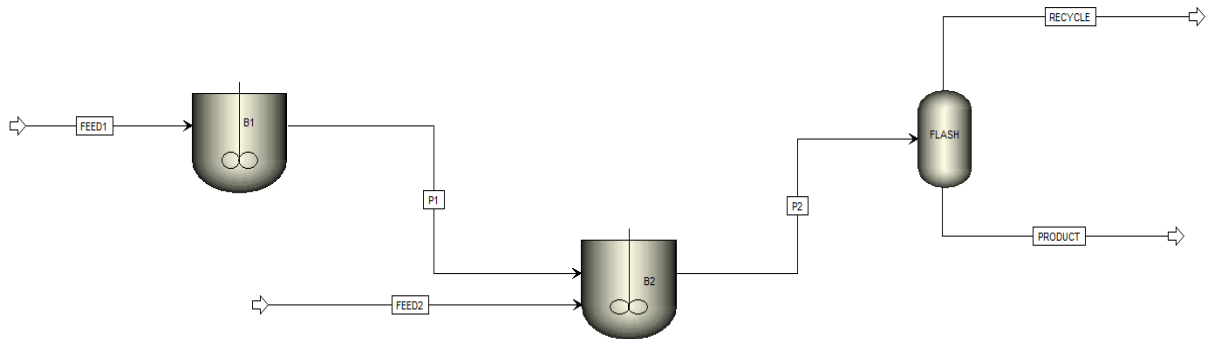 RECYCLE
FEED1
B1
FLASH
P1
P2
PRODUCT
B2
FEED2